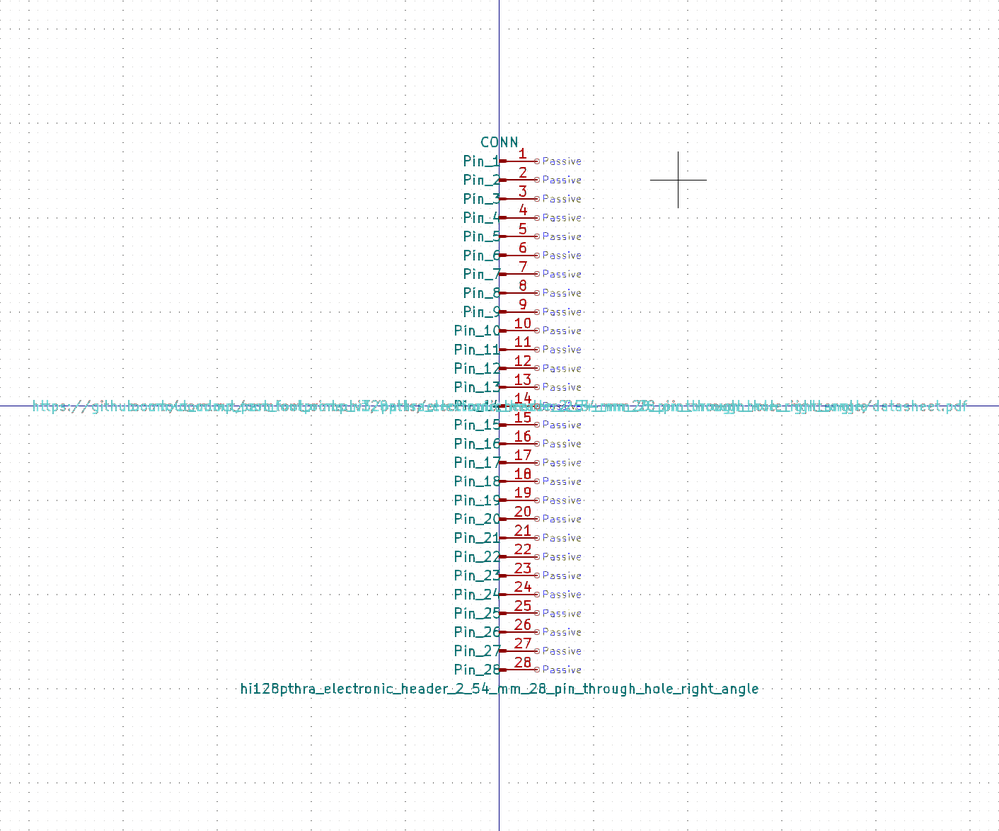 CONN
Pin_1 1 Passive
Pin_2 2 Passive
Pin_3 3 Passive
Pin_4 4 Passive
Pin_5 5 Passive
Pin_6 6 Passive
Pin_7 7 Passive
Pin_8 8 Passive
Pin_9 9 Passive
Pin_10 10 Passive
Pin_11 11 Passive
Pin_12 12 Passive
Pin_13 13 Passive
14
Pin_15 15 Passive
Pin_16 16 Passive
Pin_17 17 Passive
Pin_18 18 Passive
Pin_19 19 Passive
Pin_20 20 Passive
Pin_21 21 Passive
Pin_22 22 Passive
Pin_23 23 Passive
Pin_24 24 Passive
Pin_25 25 Passive
Pin_26 26 Passive
Pin_27 27 Passive
Pin_28 28 Passive
hi128pthra_electronic_header_2_54_mm_28_pin_through_hole_right_angle